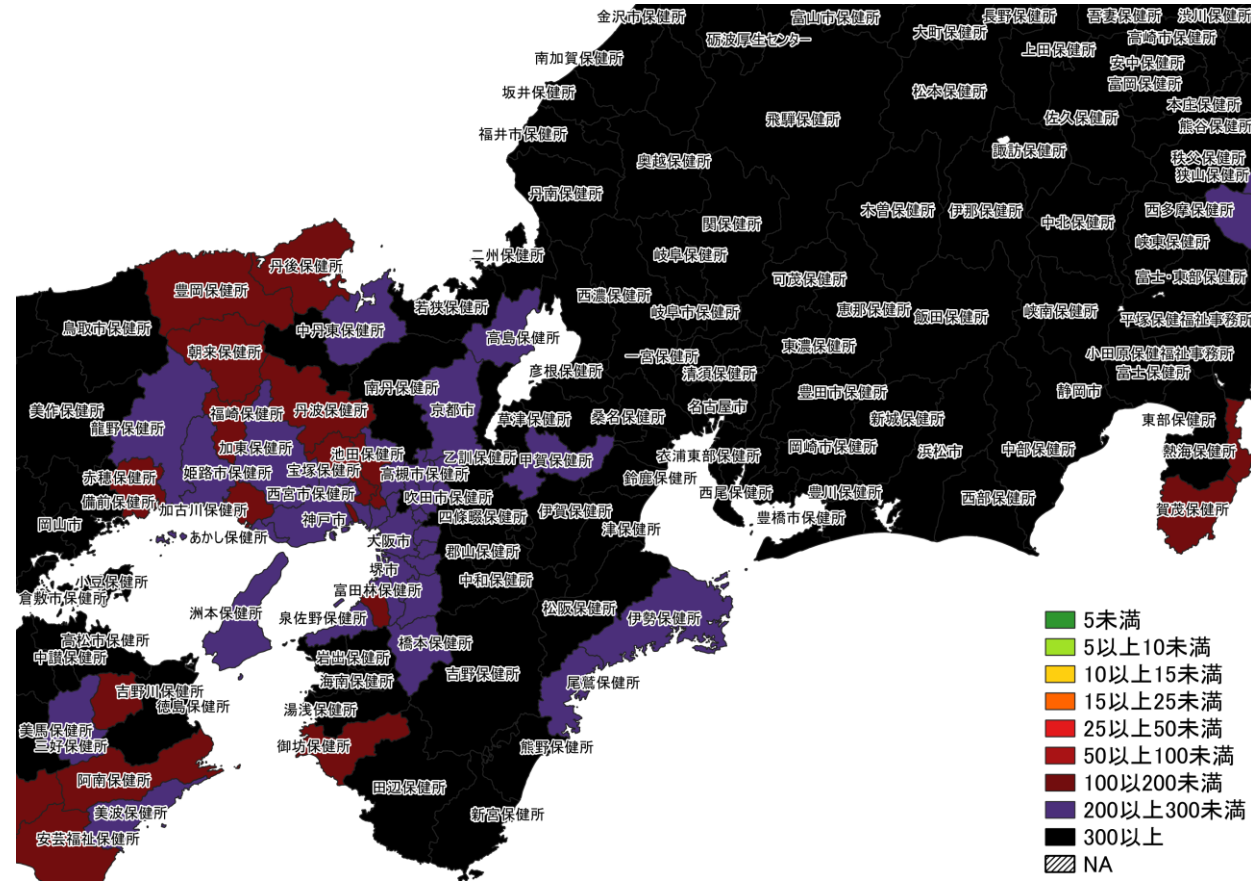 金沢市保健所
富山市保健所
長野保健所
吾妻保健所
渋川保健所
砺波厚生センター
大町保健所
高崎市保健所
南加賀保健所
上田保健所
安中保健所
坂井保健所
松本保健所
富岡保健所
本庄保健所
福井市保健所
飛騨保健所
佐久保健所
熊谷保健所
奥越保健所
諏訪保健所
秩父保健所
狭山保健所
丹南保健所
関保健所
木曽保健所
伊那保健所
中北保健所
西多摩保健所
二州保健所
岐阜保健所
峡東保健所
丹後保健所
豊岡保健所
若狭保健所
西濃保健所
可茂保健所
富士・東部保健所
鳥取市保健所
中丹東保健所
高島保健所
岐阜市保健所
恵那保健所
飯田保健所
峡南保健所
平塚保健福祉事務所
朝来保健所
彦根保健所
一宮保健所
東濃保健所
小田原保健福祉事務所
南丹保健所
清須保健所
富士保健所
美作保健所
福崎保健所
丹波保健所
京都市
草津保健所
桑名保健所
名古屋市
豊田市保健所
静岡市
龍野保健所
加東保健所
池田保健所
乙訓保健所
甲賀保健所
衣浦東部保健所
岡崎市保健所
新城保健所
浜松市
中部保健所
東部保健所
熱海保健所
赤穂保健所
姫路市保健所
宝塚保健所
高槻市保健所
鈴鹿保健所
備前保健所
西宮市保健所
吹田市保健所
西尾保健所
豊川保健所
西部保健所
賀茂保健所
岡山市
加古川保健所
神戸市
四條畷保健所
伊賀保健所
豊橋市保健所
あかし保健所
大阪市
郡山保健所
津保健所
小豆保健所
堺市
中和保健所
倉敷市保健所
洲本保健所
富田林保健所
松阪保健所
伊勢保健所
泉佐野保健所
高松市保健所
橋本保健所
中讃保健所
岩出保健所
吉野保健所
海南保健所
尾鷲保健所
吉野川保健所
徳島保健所
湯浅保健所
美馬保健所
三好保健所
御坊保健所
熊野保健所
阿南保健所
田辺保健所
美波保健所
新宮保健所
安芸福祉保健所
5未満
5以上10未満
10以上15未満
15以上25未満
25以上50未満
50以上100未満
100以200未満
200以上300未満
300以上
NA